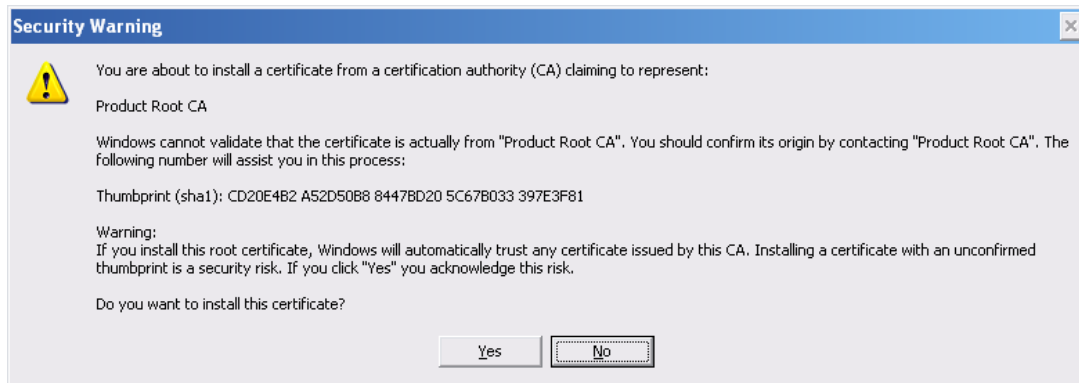 Security Warning
You are about to install a certificate from a certification authority (CA) claiming to represent:
Product Root CA
Windows cannot validate that the certificate is actually from "Product Root CA". You should confirm its origin by contacting "Product Root CA". The
following number will assist you in this process:
Thumbprint (sha1): CD20E4B2 A52D50B8 8447BD20 5C67B033 397E3F81
Warning:
If you install this root certificate, Windows will automatically trust any certificate issued by this CA. Installing a certificate with an unconfirmed
thumbprint is a security risk. If you click "Yes" you acknowledge this risk.
Do you want to install this certificate?
Yes No